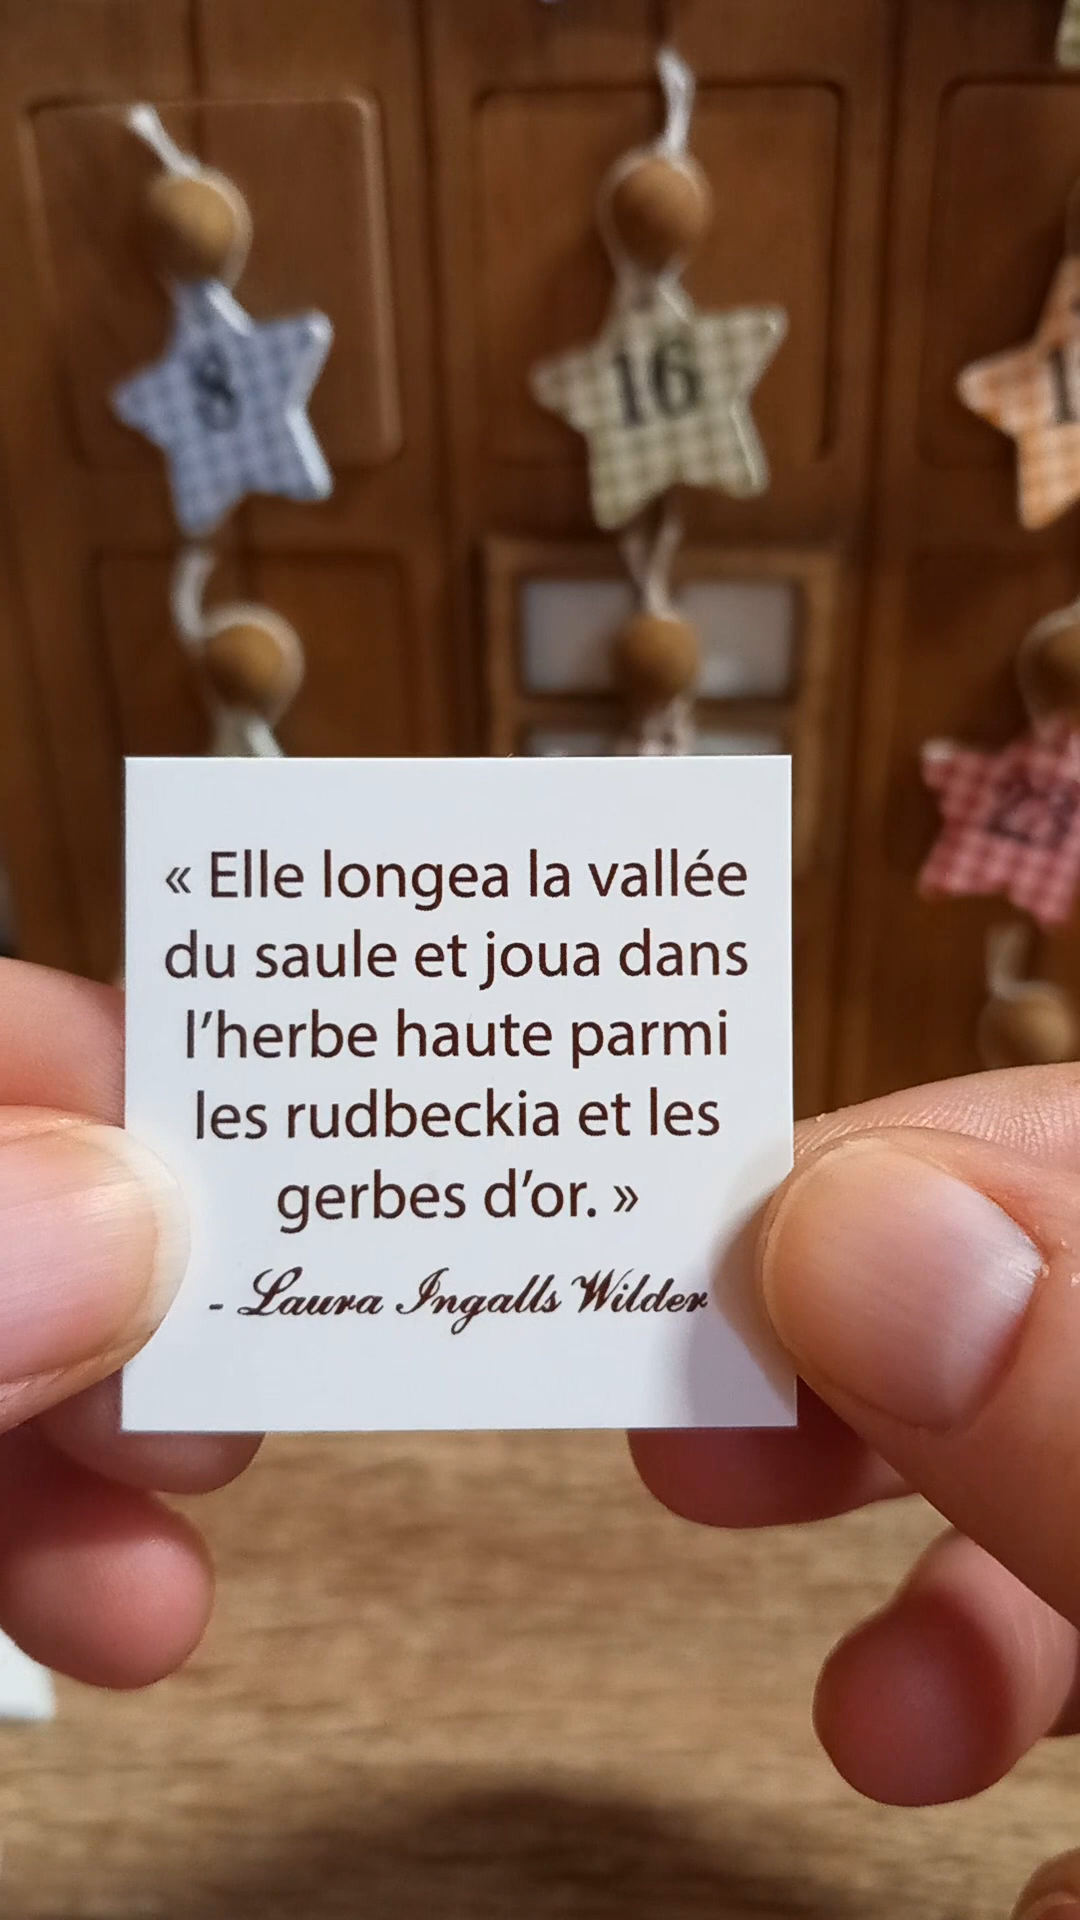 8
16
« Elle longea la vallée
du saule et joua dans
l’herbe haute parmi
les rudbeckia et les
gerbes d’or. »
- Laura Ingalls Wilder